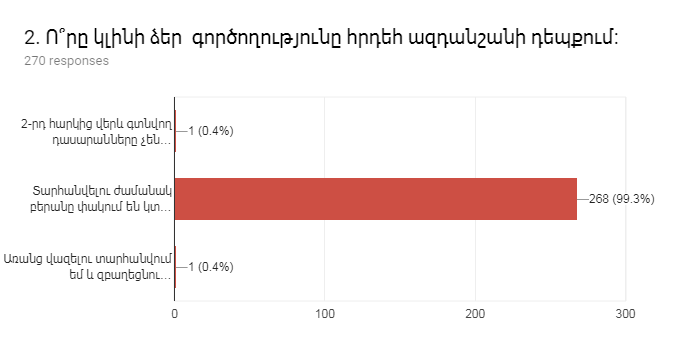 2. Ո՞րը կլինի ձեր գործողությունը հրդեհ ազդանշանի դեպքում:
270 responses
2-րդ հարկից վերև գտնվող
դասարանները չեն…
1 (0.4%)
Տարհանվելու ժամանակ
բերանը փակում են կտ…
268 (99.3%)
Առանց վազելու տարհանվում
եմ և զբաղեցնու…
1 (0.4%)
0
100
200
300